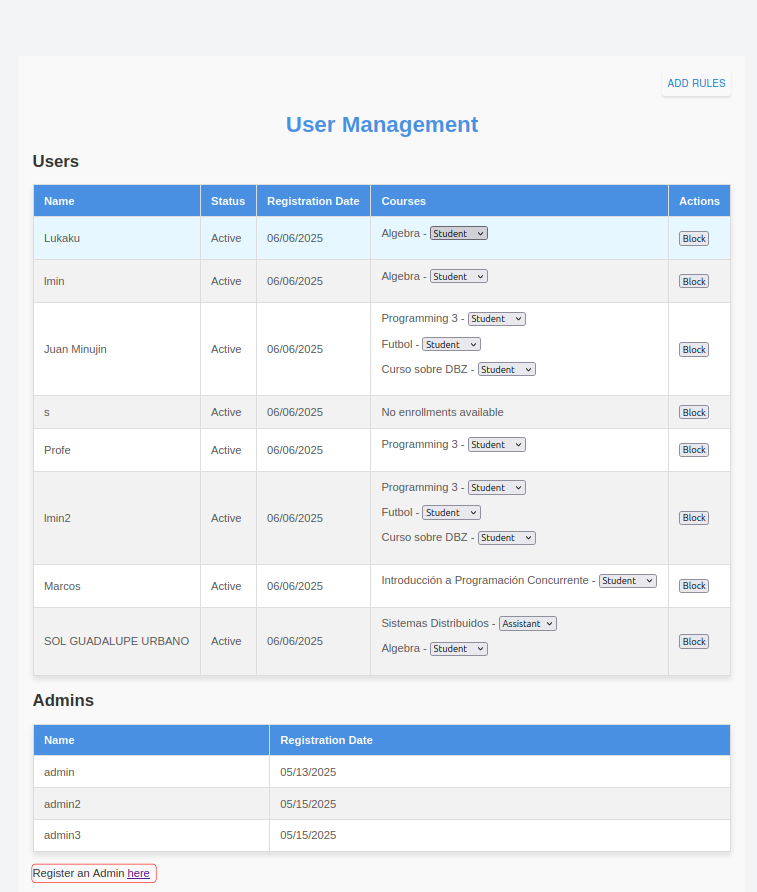 ADD RULES
User Management
Users
Name Status Registration Date Courses Actions
Lukaku Active 06/06/2025 Algebra - Student Block
lmin Active 06/06/2025 Algebra - Student Block
Programming 3 - Student
Juan Minujin Active 06/06/2025 Futbol - Student Block
Curso sobre DBZ - Student
s Active 06/06/2025 No enrollments available Block
Profe Active 06/06/2025 Programming 3 - Student Block
Programming 3 - Student
lmin2 Active 06/06/2025 Futbol - Student Block
Curso sobre DBZ - Student
Marcos Active 06/06/2025 Introducción a Programación Concurrente - Student Block
Sistemas Distribuidos - Assistant
SOL GUADALUPE URBANO Active 06/06/2025 Block
Algebra - Student
Admins
Name Registration Date
admin 05/13/2025
admin2 05/15/2025
admin3 05/15/2025
Register an Admin here